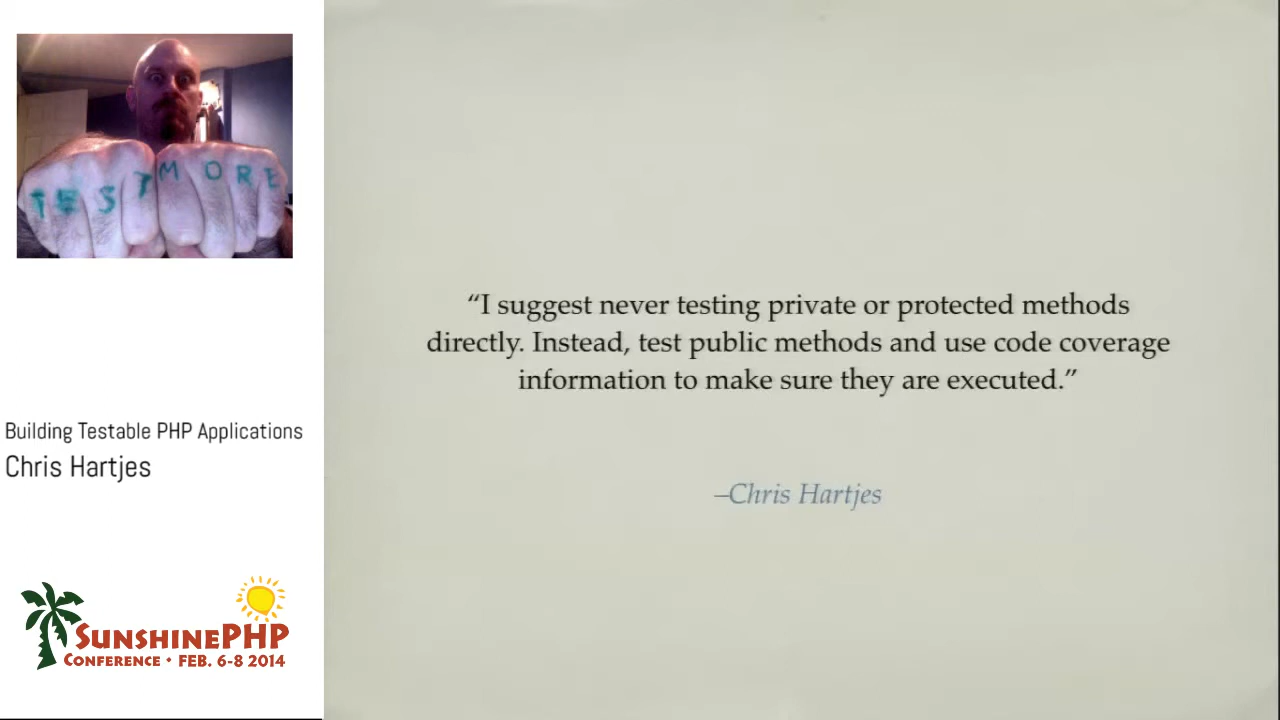 TEST MORE
Building Testable PHP Applications
Chris Hartjes
SUNSHINEPHP
CONFERENCE • FEB. 6-8 2014
“I suggest never testing private or protected methods
directly. Instead, test public methods and use code coverage
information to make sure they are executed.”
–Chris Hartjes